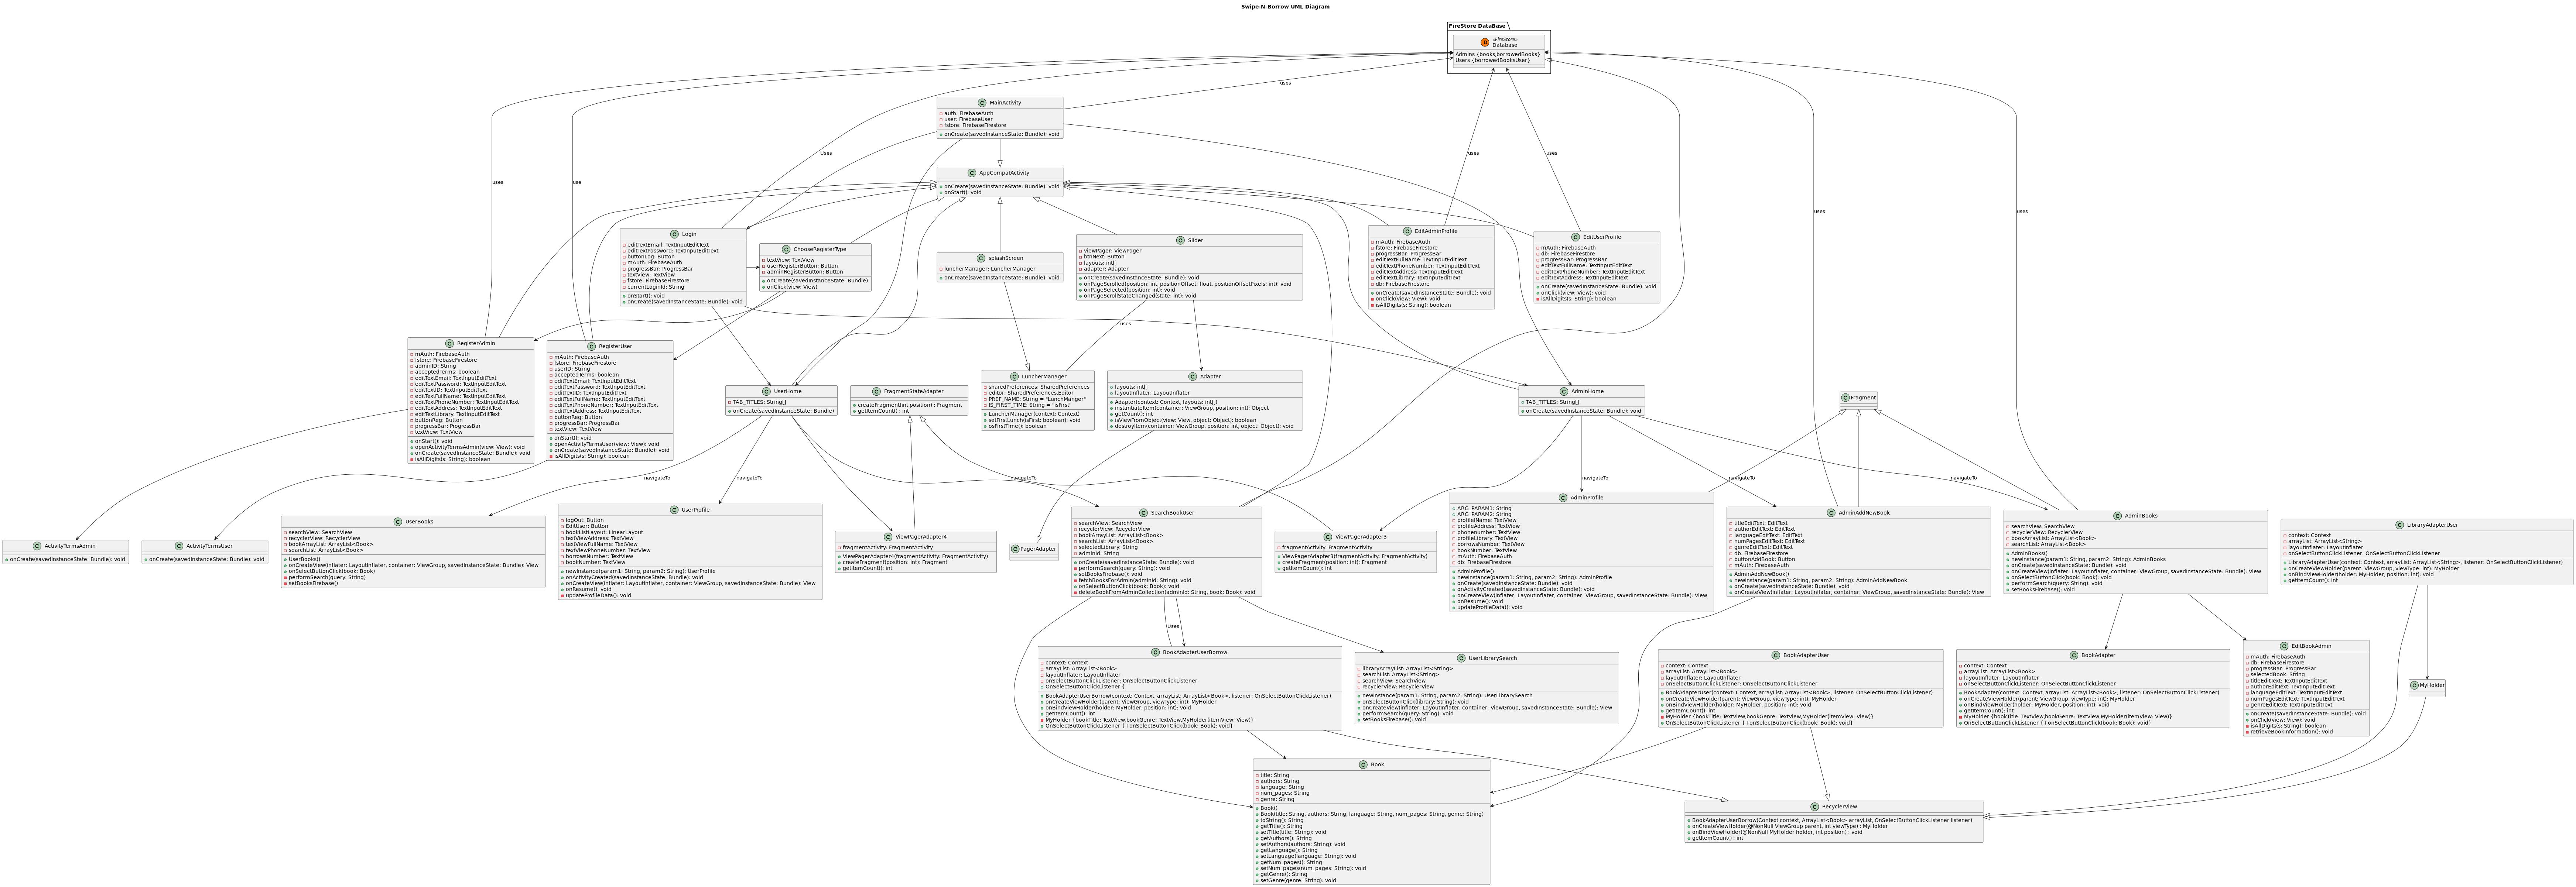 Swipe-N-Borrow UML Diagram
FireStore DataBase
«FireStore»
Database
Admins {books,borrowedBooks}
Users {borrowedBooksUser}
uses
MainActivity
auth: FirebaseAuth
user: FirebaseUser
fstore: FirebaseFirestore
onCreate(savedInstanceState: Bundle): void
Uses
uses
uses
AppCompatActivity
onCreate(savedInstanceState: Bundle): void
onStart(): void
uses
use
uses
uses
Login
editTextEmail: TextInputEditText
editTextPassword: TextInputEditText
buttonLog: Button
mAuth: FirebaseAuth
progressBar: ProgressBar
textView: TextView
fstore: FirebaseFirestore
currentLoginId: String
onStart(): void
onCreate(savedInstanceState: Bundle): void
ChooseRegisterType
textView: TextView
userRegisterButton: Button
adminRegisterButton: Button
onCreate(savedInstanceState: Bundle)
onClick(view: View)
splashScreen
luncherManager: LuncherManager
onCreate(savedInstanceState: Bundle): void
Slider
viewPager: ViewPager
btnNext: Button
layouts: int[]
adapter: Adapter
onCreate(savedInstanceState: Bundle): void
onPageScrolled(position: int, positionOffset: float, positionOffsetPixels: int): void
onPageSelected(position: int): void
onPageScrollStateChanged(state: int): void
EditAdminProfile
mAuth: FirebaseAuth
fstore: FirebaseFirestore
progressBar: ProgressBar
editTextFullName: TextInputEditText
editTextPhoneNumber: TextInputEditText
editTextAddress: TextInputEditText
editTextLibrary: TextInputEditText
db: FirebaseFirestore
onCreate(savedInstanceState: Bundle): void
onClick(view: View): void
isAllDigits(s: String): boolean
EditUserProfile
mAuth: FirebaseAuth
db: FirebaseFirestore
progressBar: ProgressBar
editTextFullName: TextInputEditText
editTextPhoneNumber: TextInputEditText
editTextAddress: TextInputEditText
onCreate(savedInstanceState: Bundle): void
onClick(view: View): void
isAllDigits(s: String): boolean
uses
RegisterAdmin
mAuth: FirebaseAuth
fstore: FirebaseFirestore
adminID: String
acceptedTerms: boolean
editTextEmail: TextInputEditText
editTextPassword: TextInputEditText
editTextID: TextInputEditText
editTextFullName: TextInputEditText
editTextPhoneNumber: TextInputEditText
editTextAddress: TextInputEditText
editTextLibrary: TextInputEditText
buttonReg: Button
progressBar: ProgressBar
textView: TextView
onStart(): void
openActivityTermsAdmin(view: View): void
onCreate(savedInstanceState: Bundle): void
isAllDigits(s: String): boolean
RegisterUser
mAuth: FirebaseAuth
fstore: FirebaseFirestore
userID: String
acceptedTerms: boolean
editTextEmail: TextInputEditText
editTextPassword: TextInputEditText
editTextID: TextInputEditText
editTextFullName: TextInputEditText
editTextPhoneNumber: TextInputEditText
editTextAddress: TextInputEditText
buttonReg: Button
progressBar: ProgressBar
textView: TextView
onStart(): void
openActivityTermsUser(view: View): void
onCreate(savedInstanceState: Bundle): void
isAllDigits(s: String): boolean
UserHome
TAB_TITLES: String[]
onCreate(savedInstanceState: Bundle)
FragmentStateAdapter
createFragment(int position) : Fragment
getItemCount() : int
LuncherManager
sharedPreferences: SharedPreferences
editor: SharedPreferences.Editor
PREF_NAME: String = "LunchManger"
IS_FIRST_TIME: String = "isFirst"
LuncherManager(context: Context)
setFirstLunch(isFirst: boolean): void
osFirstTime(): boolean
Adapter
layouts: int[]
layoutInflater: LayoutInflater
Adapter(context: Context, layouts: int[])
instantiateItem(container: ViewGroup, position: int): Object
getCount(): int
isViewFromObject(view: View, object: Object): boolean
destroyItem(container: ViewGroup, position: int, object: Object): void
AdminHome
TAB_TITLES: String[]
onCreate(savedInstanceState: Bundle): void
Fragment
navigateTo
navigateTo
navigateTo
navigateTo
navigateTo
navigateTo
ActivityTermsAdmin
onCreate(savedInstanceState: Bundle): void
ActivityTermsUser
onCreate(savedInstanceState: Bundle): void
UserBooks
searchView: SearchView
recyclerView: RecyclerView
bookArrayList: ArrayList<Book>
searchList: ArrayList<Book>
UserBooks()
onCreateView(inflater: LayoutInflater, container: ViewGroup, savedInstanceState: Bundle): View
onSelectButtonClick(book: Book)
performSearch(query: String)
setBooksFirebase()
UserProfile
logOut: Button
EditUser: Button
bookListLayout: LinearLayout
textViewAddress: TextView
textViewFullName: TextView
textViewPhoneNumber: TextView
borrowsNumber: TextView
bookNumber: TextView
newInstance(param1: String, param2: String): UserProfile
onActivityCreated(savedInstanceState: Bundle): void
onCreateView(inflater: LayoutInflater, container: ViewGroup, savedInstanceState: Bundle): View
onResume(): void
updateProfileData(): void
ViewPagerAdapter4
fragmentActivity: FragmentActivity
ViewPagerAdapter4(fragmentActivity: FragmentActivity)
createFragment(position: int): Fragment
getItemCount: int
PagerAdapter
SearchBookUser
searchView: SearchView
recyclerView: RecyclerView
bookArrayList: ArrayList<Book>
searchList: ArrayList<Book>
selectedLibrary: String
adminId: String
onCreate(savedInstanceState: Bundle): void
performSearch(query: String): void
setBooksFirebase(): void
fetchBooksForAdmin(adminId: String): void
onSelectButtonClick(book: Book): void
deleteBookFromAdminCollection(adminId: String, book: Book): void
ViewPagerAdapter3
fragmentActivity: FragmentActivity
ViewPagerAdapter3(fragmentActivity: FragmentActivity)
createFragment(position: int): Fragment
getItemCount: int
AdminProfile
ARG_PARAM1: String
ARG_PARAM2: String
profilelName: TextView
profileAddress: TextView
phonenumber: TextView
profileLibrary: TextView
borrowsNumber: TextView
bookNumber: TextView
mAuth: FirebaseAuth
db: FirebaseFirestore
AdminProfile()
newInstance(param1: String, param2: String): AdminProfile
onCreate(savedInstanceState: Bundle): void
onActivityCreated(savedInstanceState: Bundle): void
onCreateView(inflater: LayoutInflater, container: ViewGroup, savedInstanceState: Bundle): View
onResume(): void
updateProfileData(): void
AdminAddNewBook
titleEditText: EditText
authorEditText: EditText
languageEditText: EditText
numPagesEditText: EditText
genreEditText: EditText
db: FirebaseFirestore
buttonAddBook: Button
mAuth: FirebaseAuth
AdminAddNewBook()
newInstance(param1: String, param2: String): AdminAddNewBook
onCreate(savedInstanceState: Bundle): void
onCreateView(inflater: LayoutInflater, container: ViewGroup, savedInstanceState: Bundle): View
AdminBooks
searchView: SearchView
recyclerView: RecyclerView
bookArrayList: ArrayList<Book>
searchList: ArrayList<Book>
AdminBooks()
newInstance(param1: String, param2: String): AdminBooks
onCreate(savedInstanceState: Bundle): void
onCreateView(inflater: LayoutInflater, container: ViewGroup, savedInstanceState: Bundle): View
onSelectButtonClick(book: Book): void
performSearch(query: String): void
setBooksFirebase(): void
LibraryAdapterUser
context: Context
arrayList: ArrayList<String>
layoutInflater: LayoutInflater
onSelectButtonClickListener: OnSelectButtonClickListener
LibraryAdapterUser(context: Context, arrayList: ArrayList<String>, listener: OnSelectButtonClickListener)
onCreateViewHolder(parent: ViewGroup, viewType: int): MyHolder
onBindViewHolder(holder: MyHolder, position: int): void
getItemCount(): int
Uses
BookAdapterUserBorrow
context: Context
arrayList: ArrayList<Book>
layoutInflater: LayoutInflater
onSelectButtonClickListener: OnSelectButtonClickListener
OnSelectButtonClickListener {
BookAdapterUserBorrow(context: Context, arrayList: ArrayList<Book>, listener: OnSelectButtonClickListener)
onCreateViewHolder(parent: ViewGroup, viewType: int): MyHolder
onBindViewHolder(holder: MyHolder, position: int): void
getItemCount(): int
MyHolder {bookTitle: TextView,bookGenre: TextView,MyHolder(itemView: View)}
OnSelectButtonClickListener {+onSelectButtonClick(book: Book): void}
UserLibrarySearch
libraryArrayList: ArrayList<String>
searchList: ArrayList<String>
searchView: SearchView
recyclerView: RecyclerView
newInstance(param1: String, param2: String): UserLibrarySearch
onSelectButtonClick(library: String): void
onCreateView(inflater: LayoutInflater, container: ViewGroup, savedInstanceState: Bundle): View
performSearch(query: String): void
setBooksFirebase(): void
BookAdapterUser
context: Context
arrayList: ArrayList<Book>
layoutInflater: LayoutInflater
onSelectButtonClickListener: OnSelectButtonClickListener
BookAdapterUser(context: Context, arrayList: ArrayList<Book>, listener: OnSelectButtonClickListener)
onCreateViewHolder(parent: ViewGroup, viewType: int): MyHolder
onBindViewHolder(holder: MyHolder, position: int): void
getItemCount(): int
MyHolder {bookTitle: TextView,bookGenre: TextView,MyHolder(itemView: View)}
OnSelectButtonClickListener {+onSelectButtonClick(book: Book): void}
BookAdapter
context: Context
arrayList: ArrayList<Book>
layoutInflater: LayoutInflater
onSelectButtonClickListener: OnSelectButtonClickListener
BookAdapter(context: Context, arrayList: ArrayList<Book>, listener: OnSelectButtonClickListener)
onCreateViewHolder(parent: ViewGroup, viewType: int): MyHolder
onBindViewHolder(holder: MyHolder, position: int): void
getItemCount(): int
MyHolder {bookTitle: TextView,bookGenre: TextView,MyHolder(itemView: View)}
OnSelectButtonClickListener {+onSelectButtonClick(book: Book): void}
EditBookAdmin
mAuth: FirebaseAuth
db: FirebaseFirestore
progressBar: ProgressBar
selectedBook: String
titleEditText: EditText
authorEditText: TextInputEditText
languageEditText: TextInputEditText
numPagesEditText: TextInputEditText
genreEditText: TextInputEditText
onCreate(savedInstanceState: Bundle): void
onClick(view: View): void
isAllDigits(s: String): boolean
retrieveBookInformation(): void
MyHolder
Book
title: String
authors: String
language: String
num_pages: String
genre: String
Book()
Book(title: String, authors: String, language: String, num_pages: String, genre: String)
toString(): String
getTitle(): String
setTitle(title: String): void
getAuthors(): String
setAuthors(authors: String): void
getLanguage(): String
setLanguage(language: String): void
getNum_pages(): String
setNum_pages(num_pages: String): void
getGenre(): String
setGenre(genre: String): void
RecyclerView
BookAdapterUserBorrow(Context context, ArrayList<Book> arrayList, OnSelectButtonClickListener listener)
onCreateViewHolder(@NonNull ViewGroup parent, int viewType) : MyHolder
onBindViewHolder(@NonNull MyHolder holder, int position) : void
getItemCount() : int